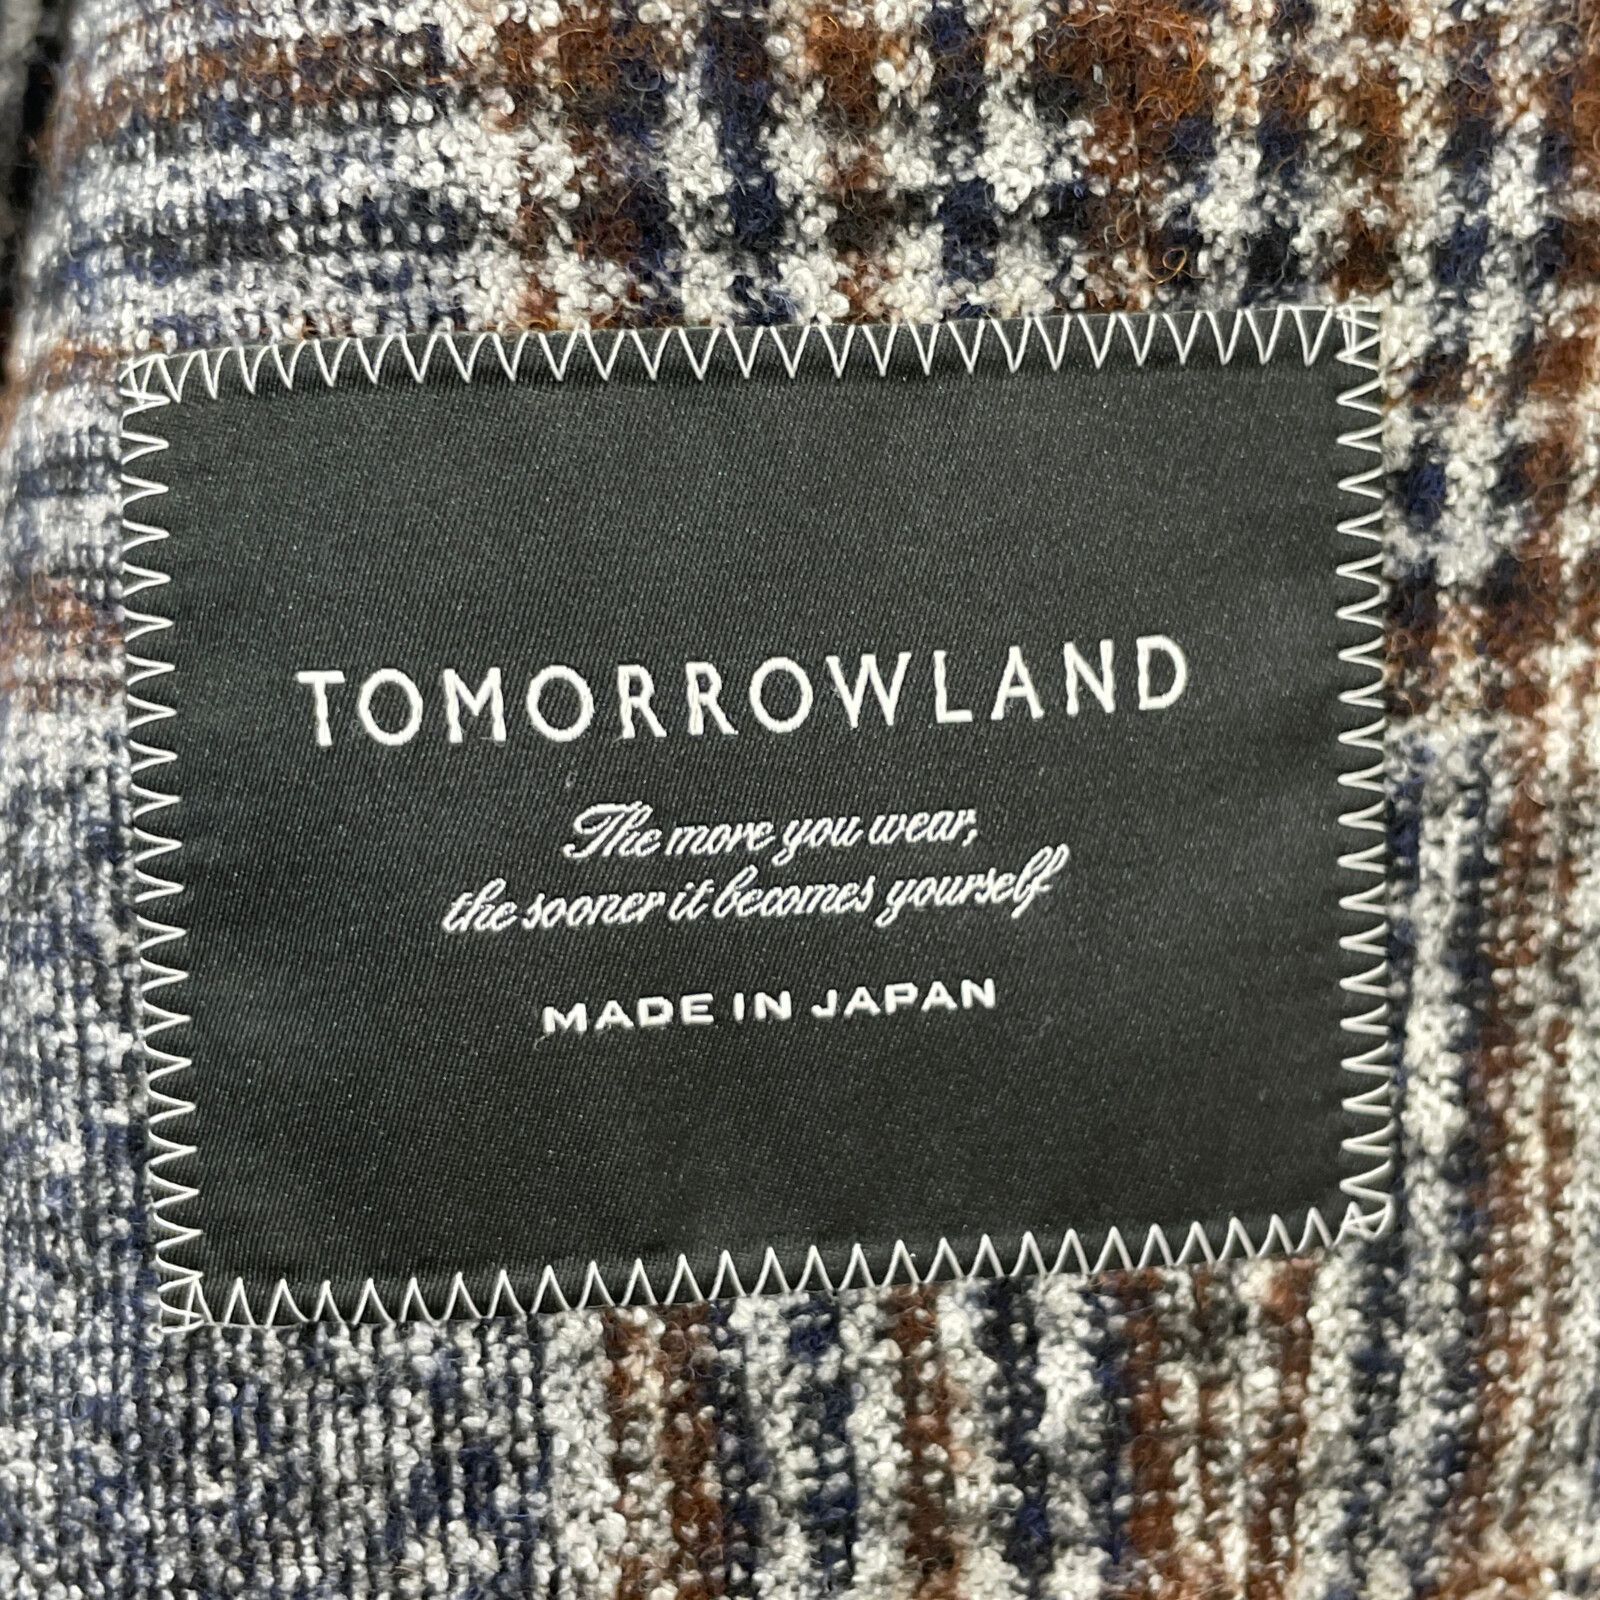 TOMORROWLAND
The more you wear,
the sooner it becomes yourself
MADE IN JAPAN